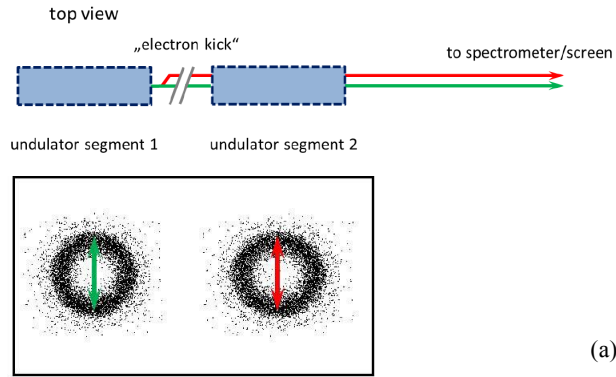 top view
„electron kick“
to spectrometer/screen
undulator segment 1
undulator segment 2
(a)